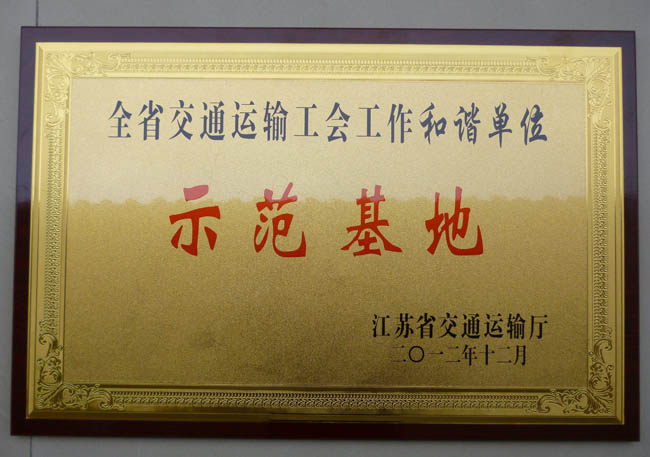 全省交通运输工会工作和谐单位
示范基地
江苏省交通运输厅
二〇一二年十二月